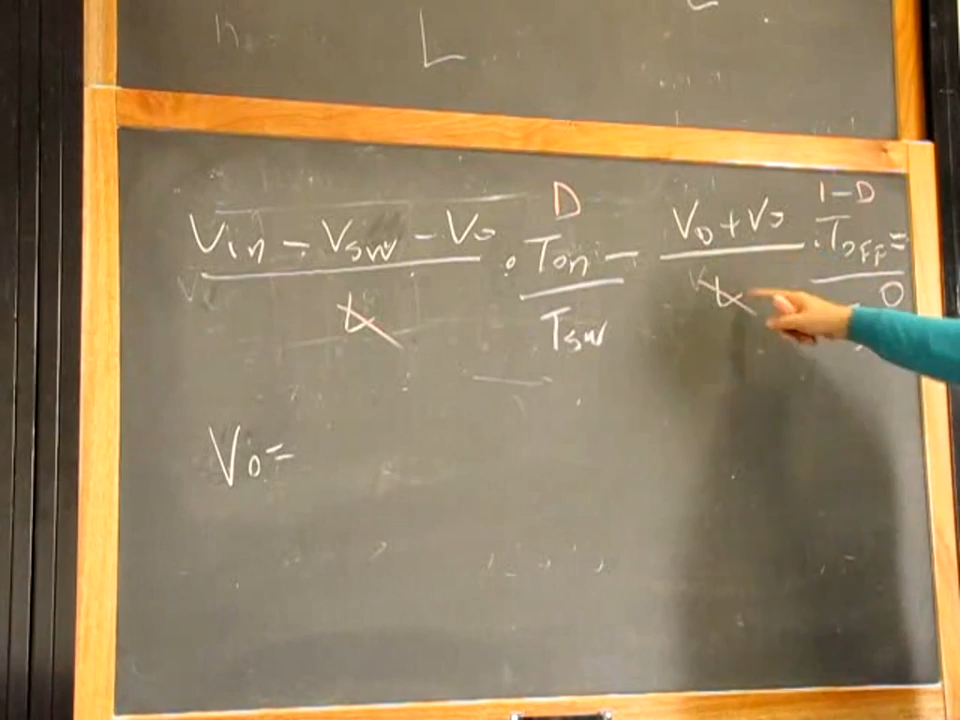 L
D 1-D
Vin - Vsw - Vo . Ton - VD + Vo . TOFF =
L Tsw L 0
Vo =